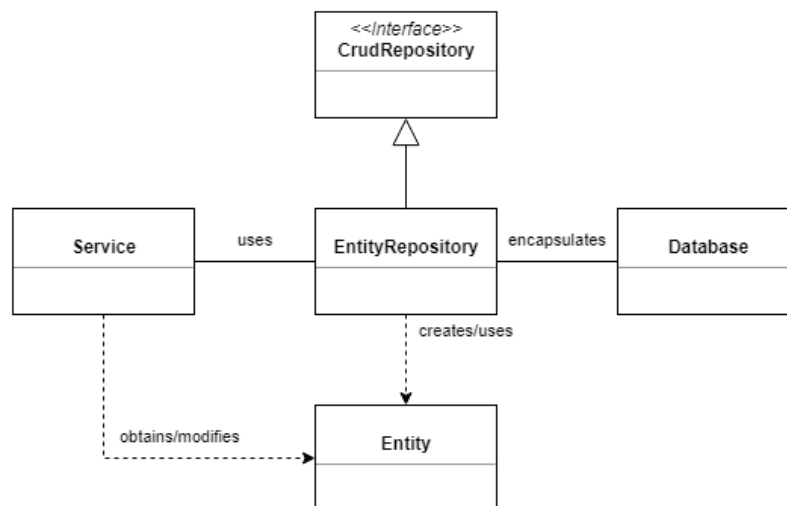 <<Interface>>
CrudRepository
Service
uses
EntityRepository
encapsulates
Database
creates/uses
obtains/modifies
Entity